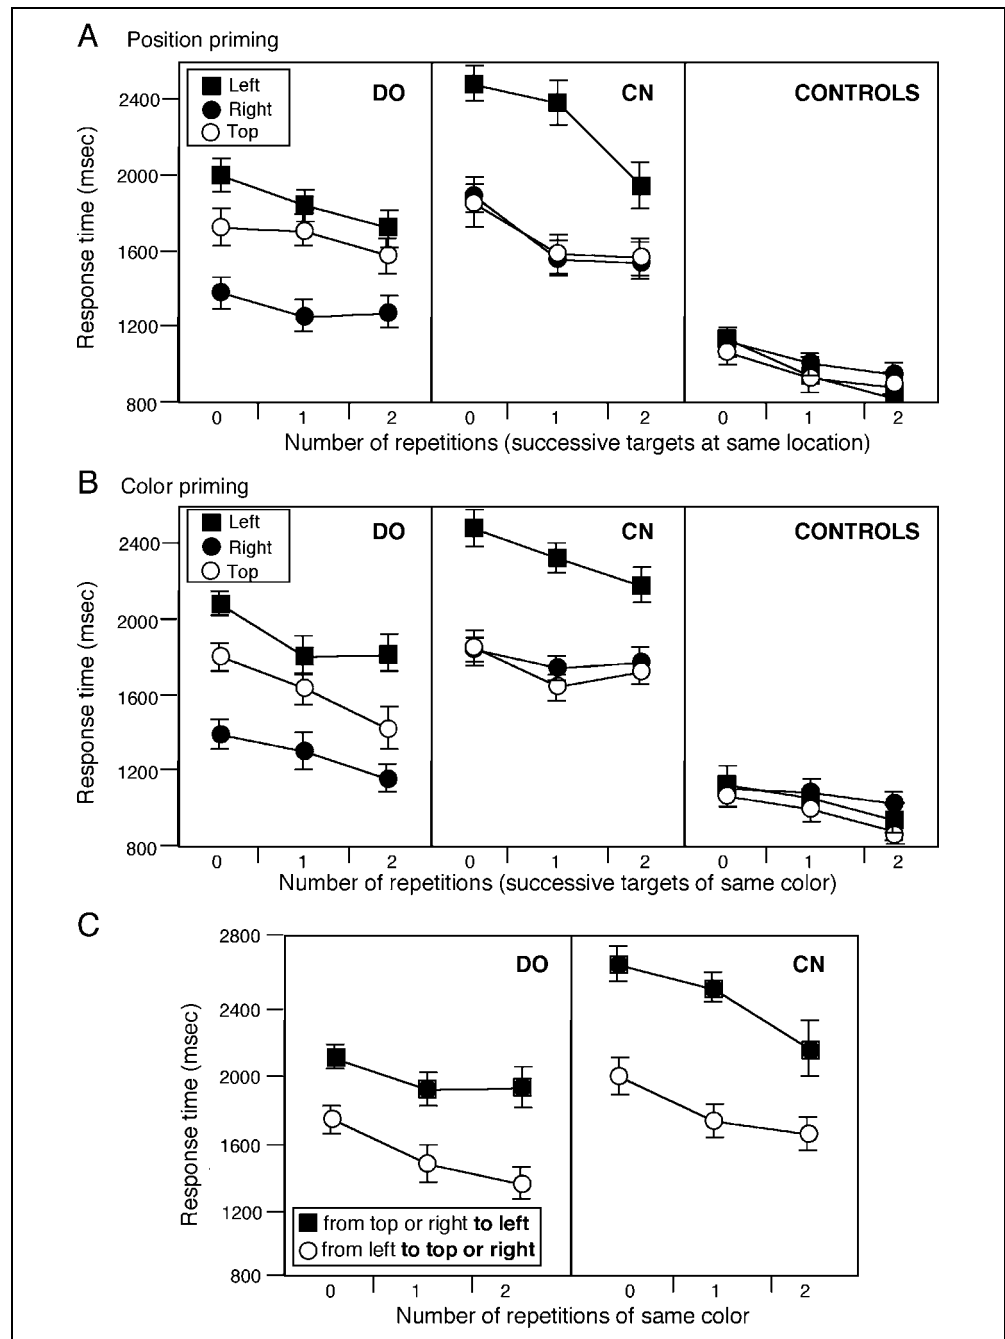 A Position priming
Left
Right
Top
DO
CN
CONTROLS
Response time (msec)
2400
2000
1600
1200
800
0 1 2 0 1 2 0 1 2
Number of repetitions (successive targets at same location)
B Color priming
Left
Right
Top
DO
CN
CONTROLS
Response time (msec)
2400
2000
1600
1200
800
0 1 2 0 1 2 0 1 2
Number of repetitions (successive targets of same color)
C
DO
CN
Response time (msec)
2800
2400
2000
1600
1200
800
from top or right to left
from left to top or right
0 1 2 0 1 2
Number of repetitions of same color